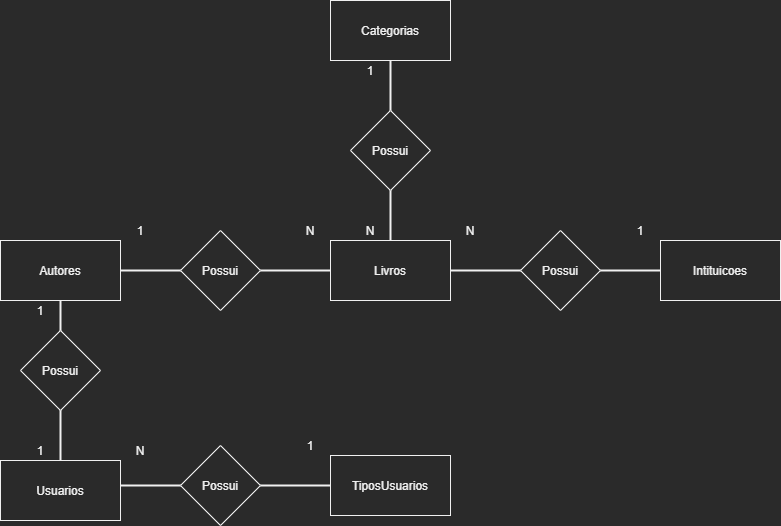 Categorias
1
Possui
1
N
N
N
1
Autores
Possui
Livros
Possui
Intituicoes
1
Possui
1
N
1
Usuarios
Possui
TiposUsuarios